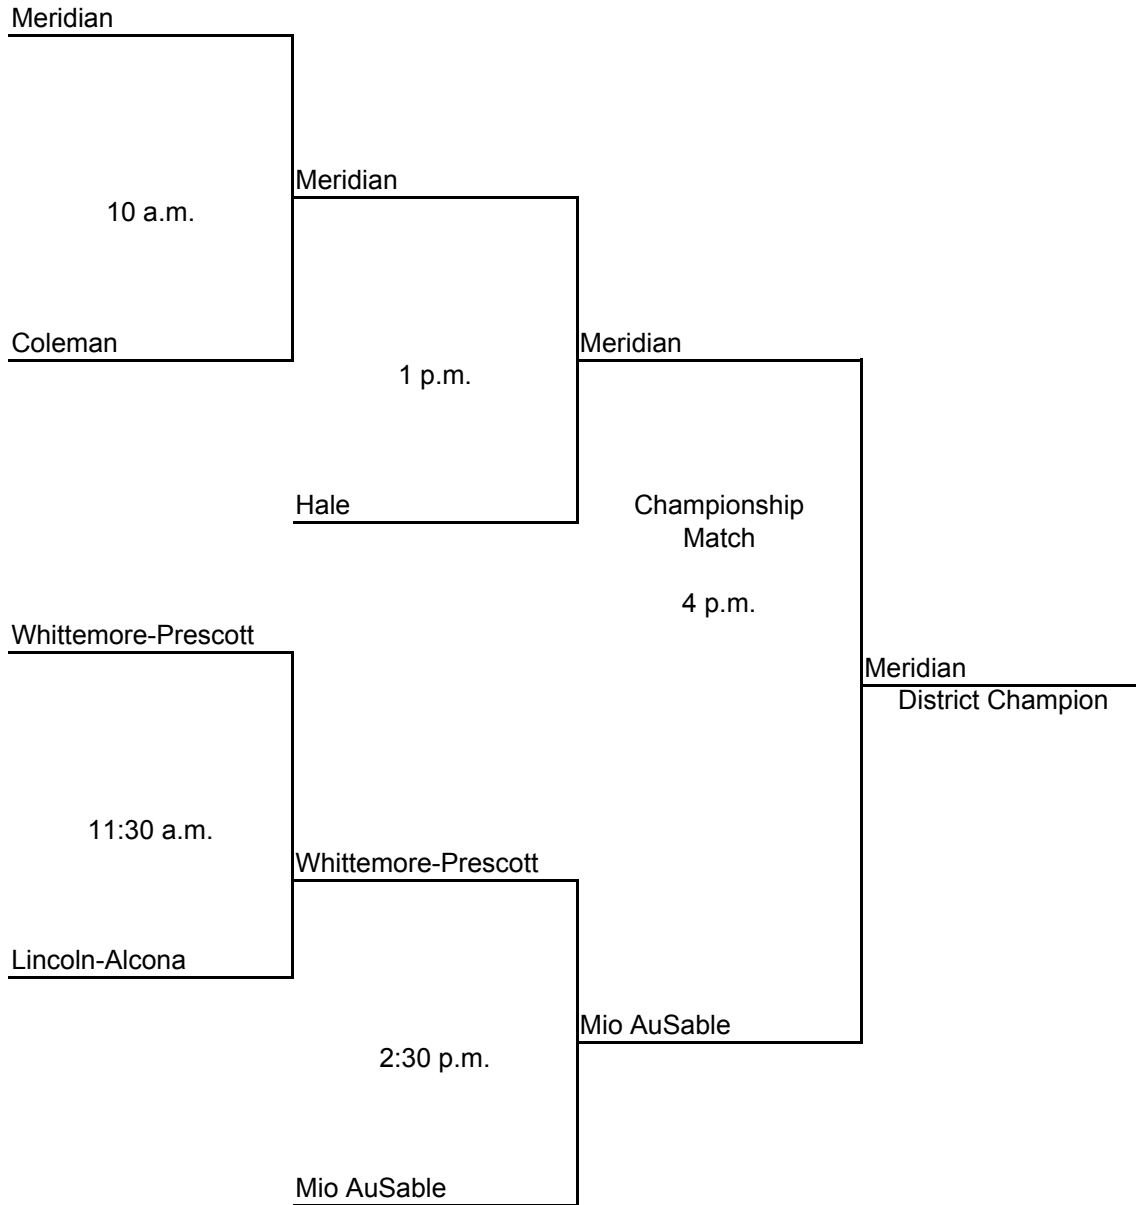 Meridian
Meridian
10 a.m.
Coleman
Meridian
1 p.m.
Hale
Championship
Match
4 p.m.
Whittemore-Prescott
Meridian
District Champion
11:30 a.m.
Whittemore-Prescott
Lincoln-Alcona
Mio AuSable
2:30 p.m.
Mio AuSable